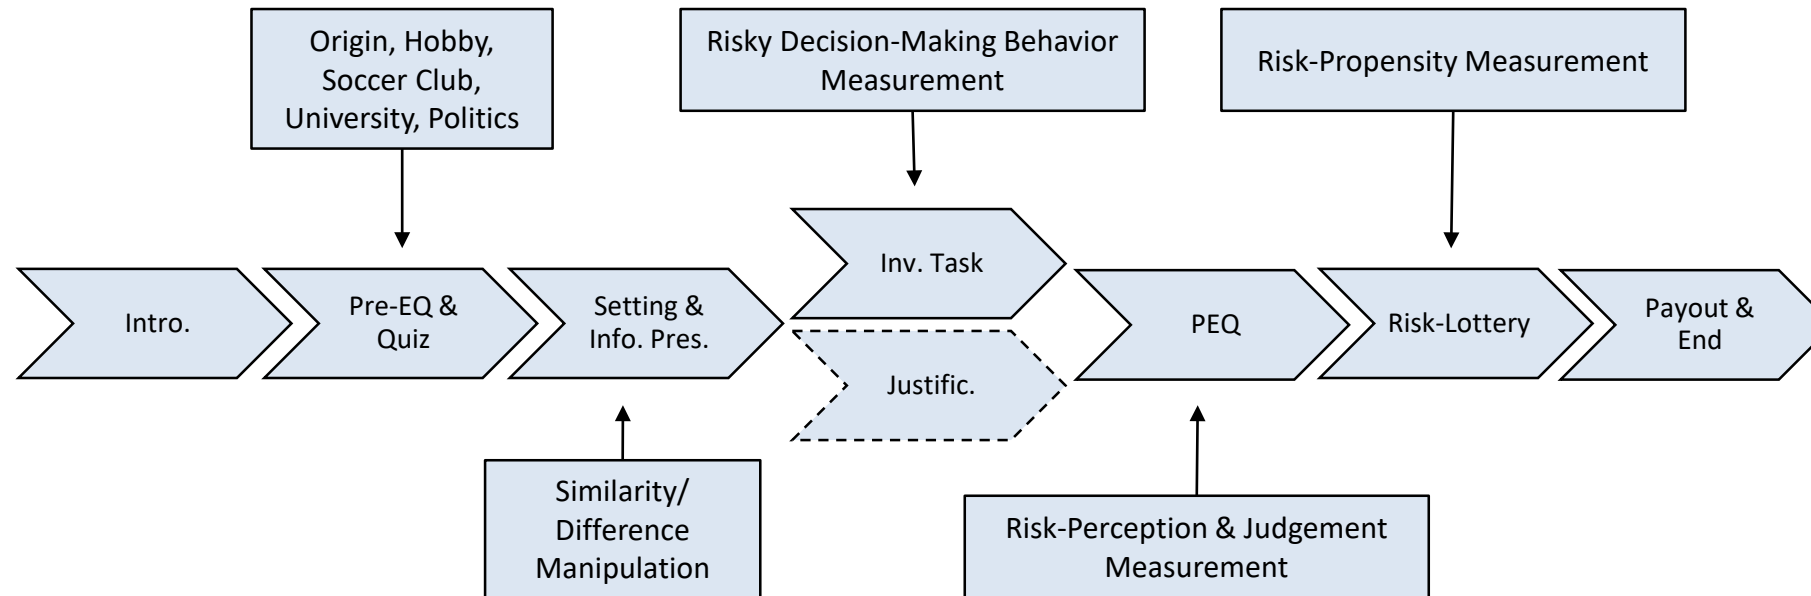 Origin, Hobby,
Soccer Club,
University, Politics
Risky Decision-Making Behavior
Measurement
Risk-Propensity Measurement
Intro.
Pre-EQ &
Quiz
Setting &
Info. Pres.
Inv. Task
Justific.
PEQ
Risk-Lottery
Payout &
End
Similarity/
Difference
Manipulation
Risk-Perception & Judgement
Measurement